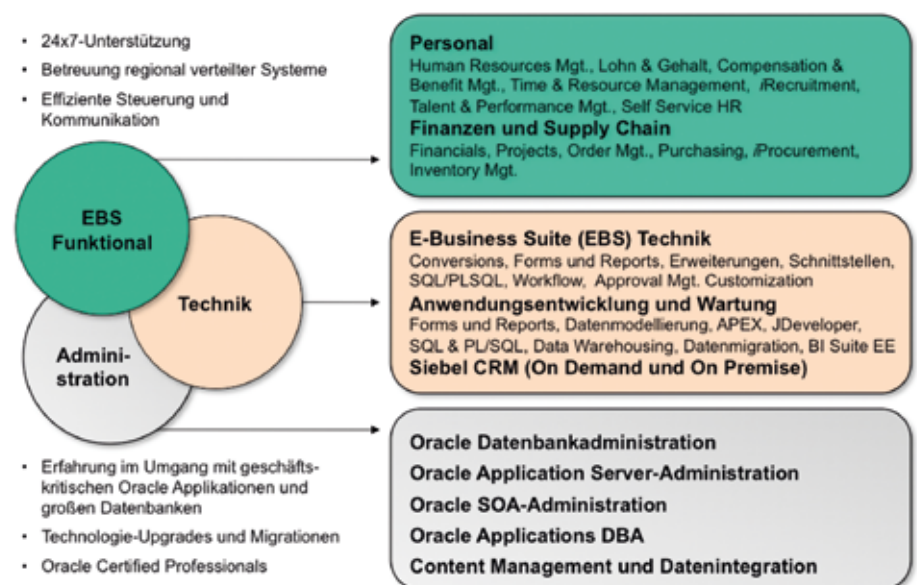 • 24x7-Unterstützung
• Betreuung regional verteilter Systeme
• Effiziente Steuerung und
Kommunikation
EBS
Funktional
Technik
Admini-
stration
• Erfahrung im Umgang mit geschäfts-
kritischen Oracle Applikationen und
großen Datenbanken
• Technologie-Upgrades und Migrationen
• Oracle Certified Professionals
Personal
Human Resources Mgt., Lohn & Gehalt, Compensation &
Benefit Mgt., Time & Resource Management, iRecruitment,
Talent & Performance Mgt., Self Service HR
Finanzen und Supply Chain
Financials, Projects, Order Mgt., Purchasing, iProcurement,
Inventory Mgt.
E-Business Suite (EBS) Technik
Conversions, Forms und Reports, Erweiterungen, Schnittstellen,
SQL/PLSQL, Workflow, Approval Mgt. Customization
Anwendungsentwicklung und Wartung
Forms und Reports, Datenmodellierung, APEX, JDeveloper,
SQL & PL/SQL, Data Warehousing, Datenmigration, BI Suite EE
Siebel CRM (On Demand und On Premise)
Oracle Datenbankadministration
Oracle Application Server-Administration
Oracle SOA-Administration
Oracle Applications DBA
Content Management und Datenintegration